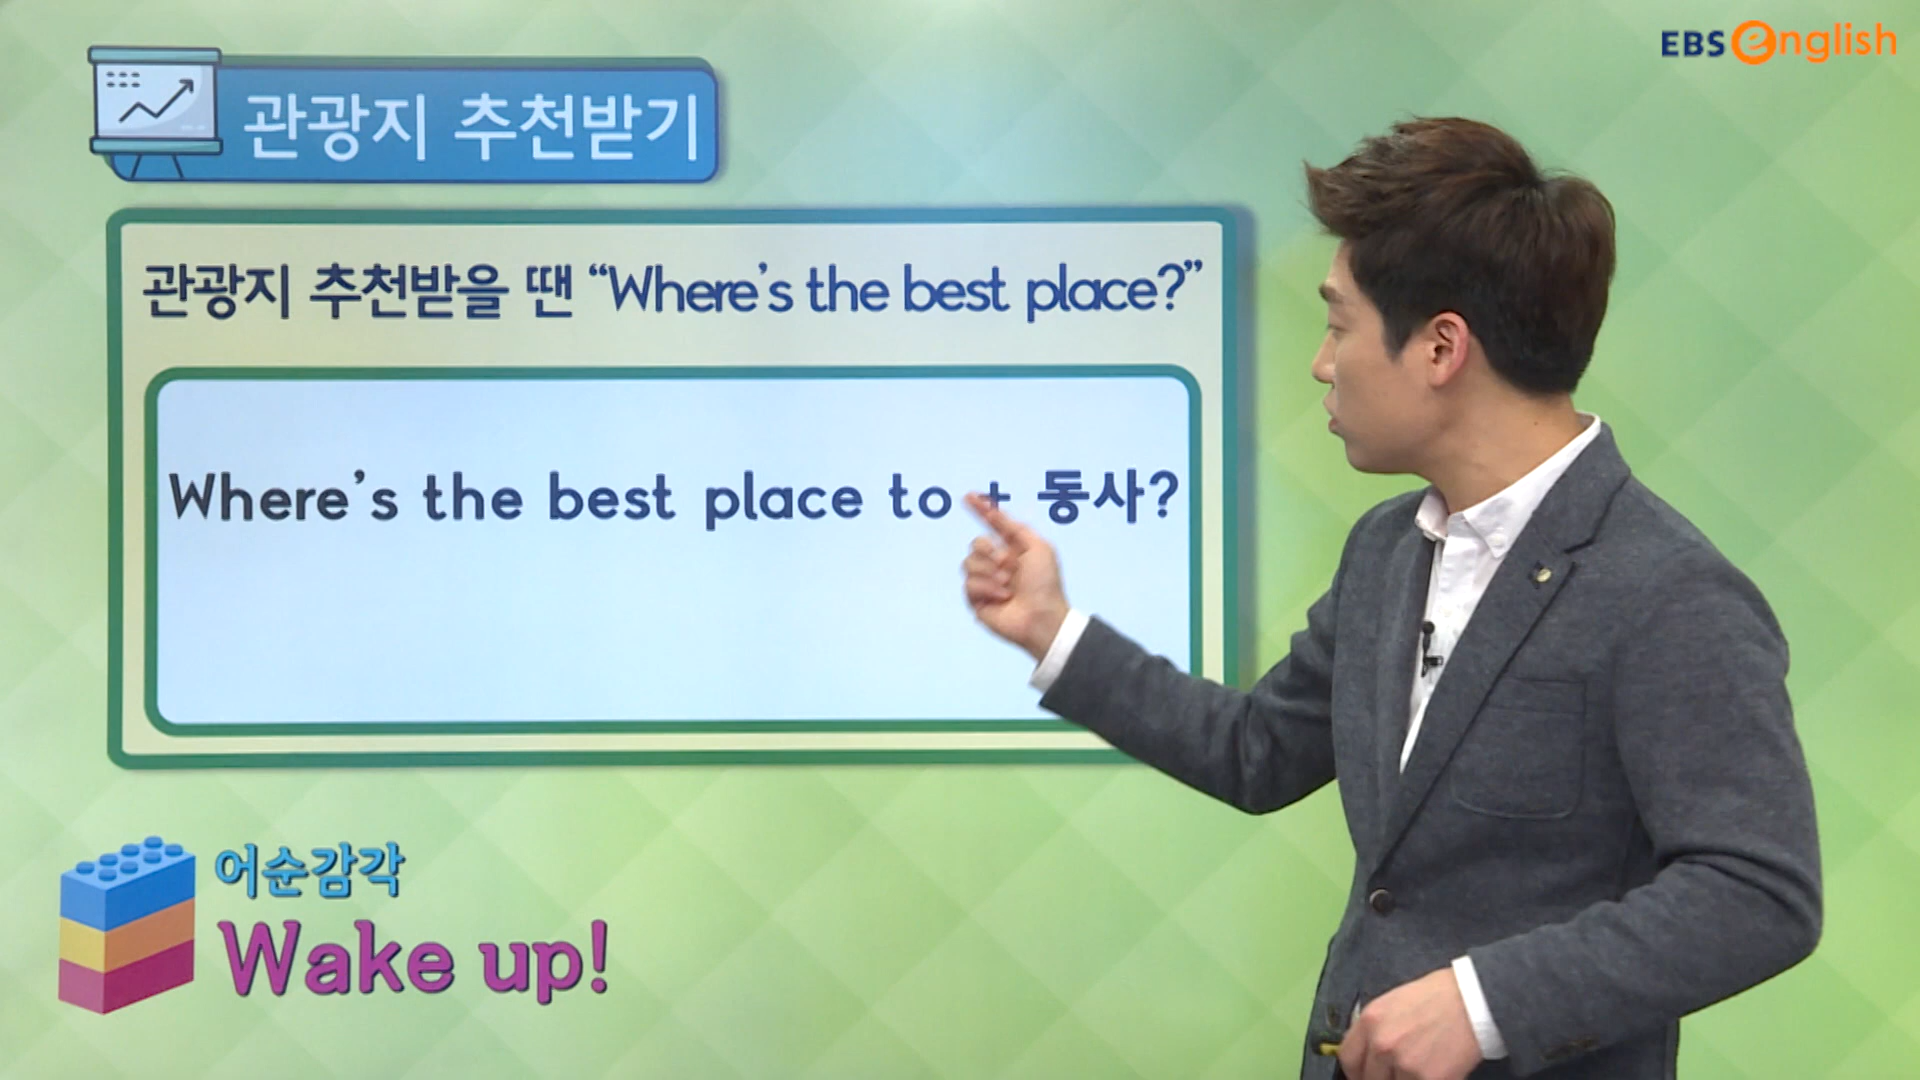 EBS english
관광지 추천받기
관광지 추천받을 땐 “Where’s the best place?”
Where’s the best place to + 동사?
어순감각
Wake up!